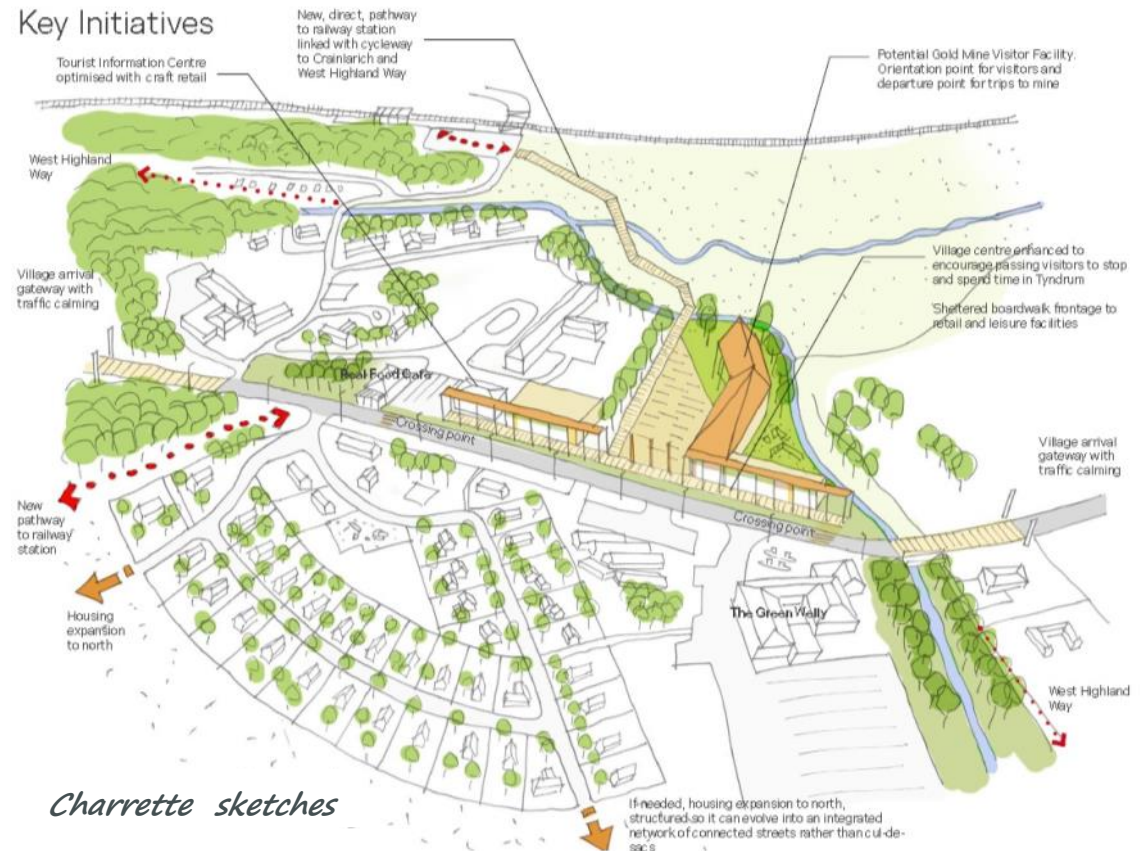 Key Initiatives
New, direct, pathway
to railway station
linked with cycleway
to Crainlarich and
West Highland Way
Tourist Information Centre
optimised with craft retail
Potential Gold Mine Visitor Facility.
Orientation point for visitors and
departure point for trips to mine
West Highland
Way
Village arrival
gateway with
traffic calming
Village centre enhanced to
encourage passing visitors to stop
and spend time in Tyndrum
Sheltered boardwalk frontage to
retail and leisure facilities
Real Food Cafe
Crossing point
Village arrival
gateway with
traffic calming
New
pathway
to railway
station
Crossing point
Housing
expansion
to north
The Green Welly
West Highland
Way
Charrette sketches
If needed, housing expansion to north,
structured so it can evolve into an integrated
network of connected streets rather than cul-de-
sacs